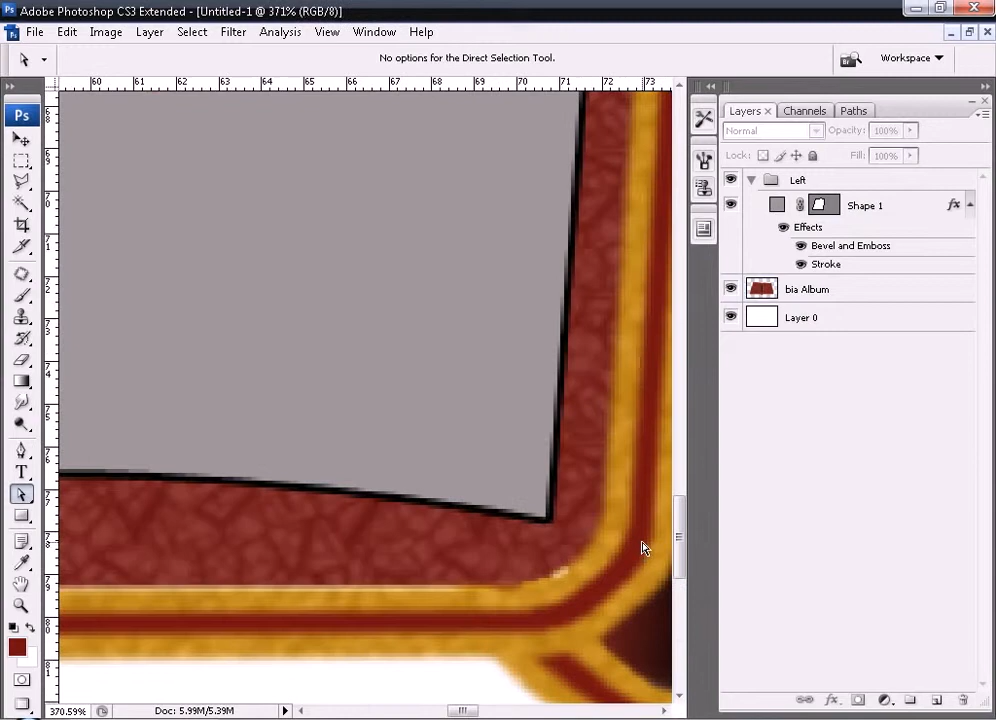 Adobe Photoshop CS3 Extended - [Untitled-1 @ 371% (RGB/8)]
File Edit Image Layer Select Filter Analysis View Window Help
No options for the Direct Selection Tool.
Workspace
60 61 62 63 64 65 66 67 68 69 70 71 72 73
Ps
Layers × Channels Paths
Normal Opacity: 100%
Lock: Fill: 100%
Left
Shape 1 fx
Effects
Bevel and Emboss
Stroke
bia Album
Layer 0
T
370.59% Doc: 5.99M/5.39M